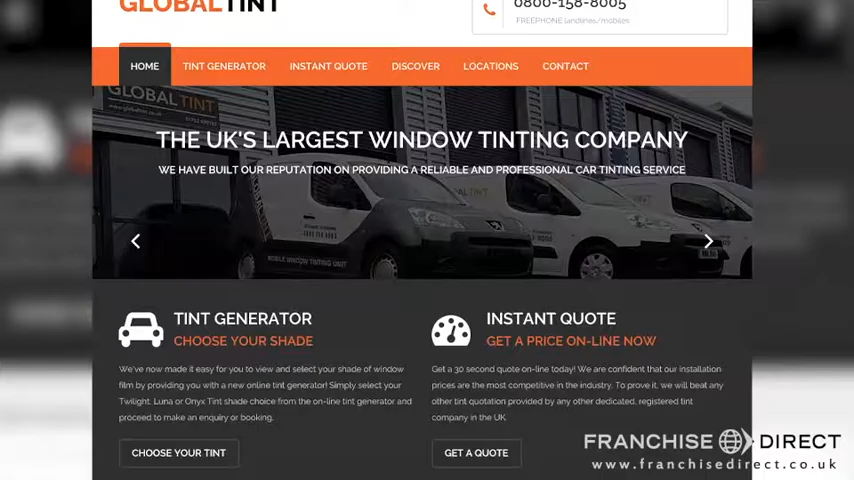 GLOBALTINT
0800-158-8005
FREEPHONE landlines/mobiles
HOME TINT GENERATOR INSTANT QUOTE DISCOVER LOCATIONS CONTACT
GLOBALTINT
THE UK'S LARGEST WINDOW TINTING COMPANY
WE HAVE BUILT OUR REPUTATION ON PROVIDING A RELIABLE AND PROFESSIONAL CAR TINTING SERVICE
MOBILE WINDOW TINTING UNIT
TINT GENERATOR
CHOOSE YOUR SHADE
We've now made it easy for you to view and select your shade of window
film by providing you with a new online tint generator! Simply select your
Twilight, Luna or Onyx Tint shade choice from the on-line tint generator and
proceed to make an enquiry or booking.
CHOOSE YOUR TINT
INSTANT QUOTE
GET A PRICE ON-LINE NOW
Get a 30 second quote on-line today! We are confident that our installation
prices are the most competitive in the industry. To prove it, we will beat any
other tint quotation provided by any other dedicated, registered tint
company in the UK.
GET A QUOTE
FRANCHISE DIRECT
www.franchisedirect.co.uk